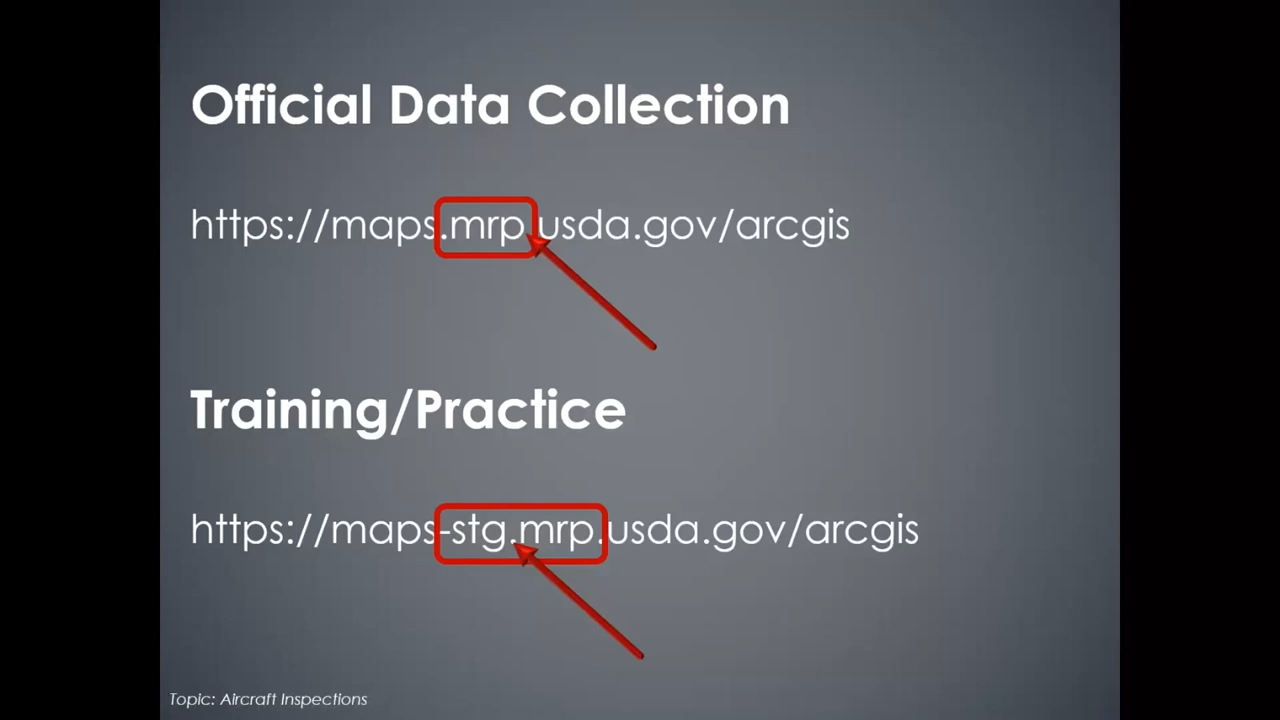 Official Data Collection
https://maps.mrp.usda.gov/arcgis
Training/Practice
https://maps-stg.mrp.usda.gov/arcgis
Topic: Aircraft Inspections